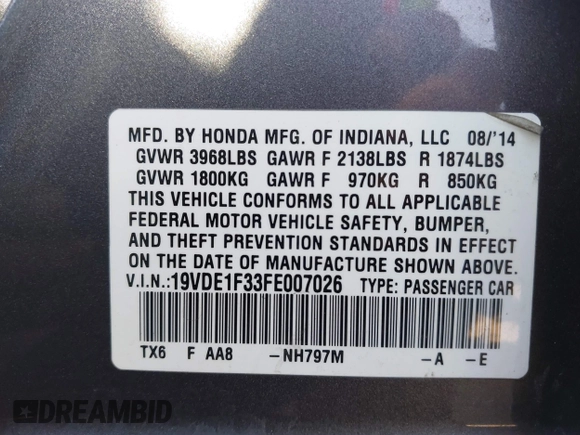 MFD. BY HONDA MFG. OF INDIANA, LLC 08/'14
GVWR 3968LBS GAWR F 2138LBS R 1874LBS
GVWR 1800KG GAWR F 970KG R 850KG
THIS VEHICLE CONFORMS TO ALL APPLICABLE
FEDERAL MOTOR VEHICLE SAFETY, BUMPER,
AND THEFT PREVENTION STANDARDS IN EFFECT
ON THE DATE OF MANUFACTURE SHOWN ABOVE.
V.I.N.:19VDE1F33FE007026 TYPE: PASSENGER CAR
TX6 F AA8 -NH797M -A -E
DREAMBID